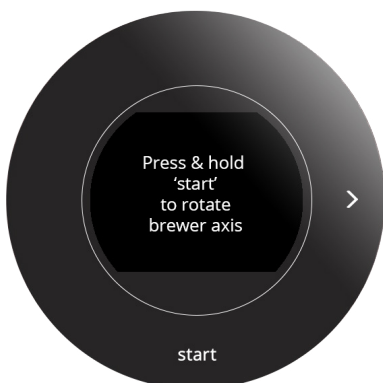 Press & hold
‘start’
to rotate
brewer axis
start